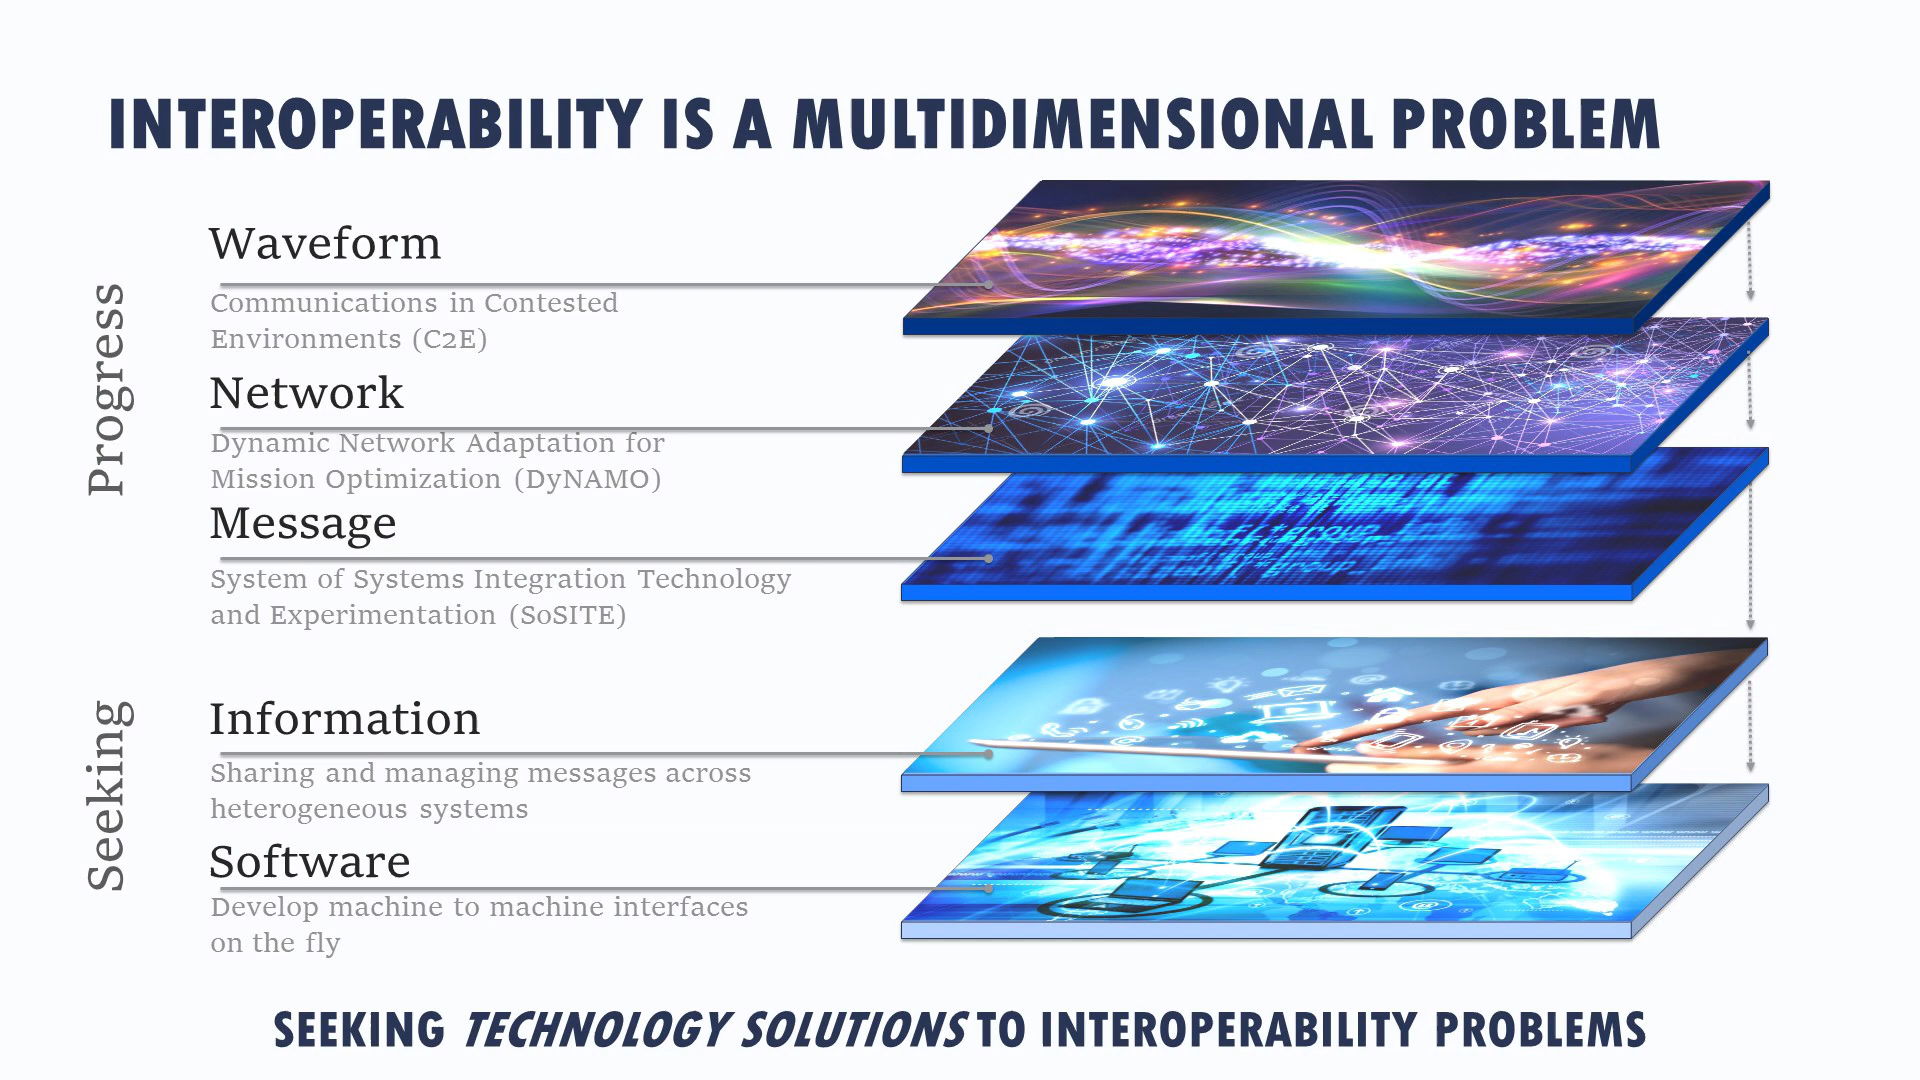 INTEROPERABILITY IS A MULTIDIMENSIONAL PROBLEM
Progress
Waveform
Communications in Contested
Environments (C2E)
Network
Dynamic Network Adaptation for
Mission Optimization (DyNAMO)
Message
System of Systems Integration Technology
and Experimentation (SoSITE)
Seeking
Information
Sharing and managing messages across
heterogeneous systems
Software
Develop machine to machine interfaces
on the fly
SEEKING TECHNOLOGY SOLUTIONS TO INTEROPERABILITY PROBLEMS